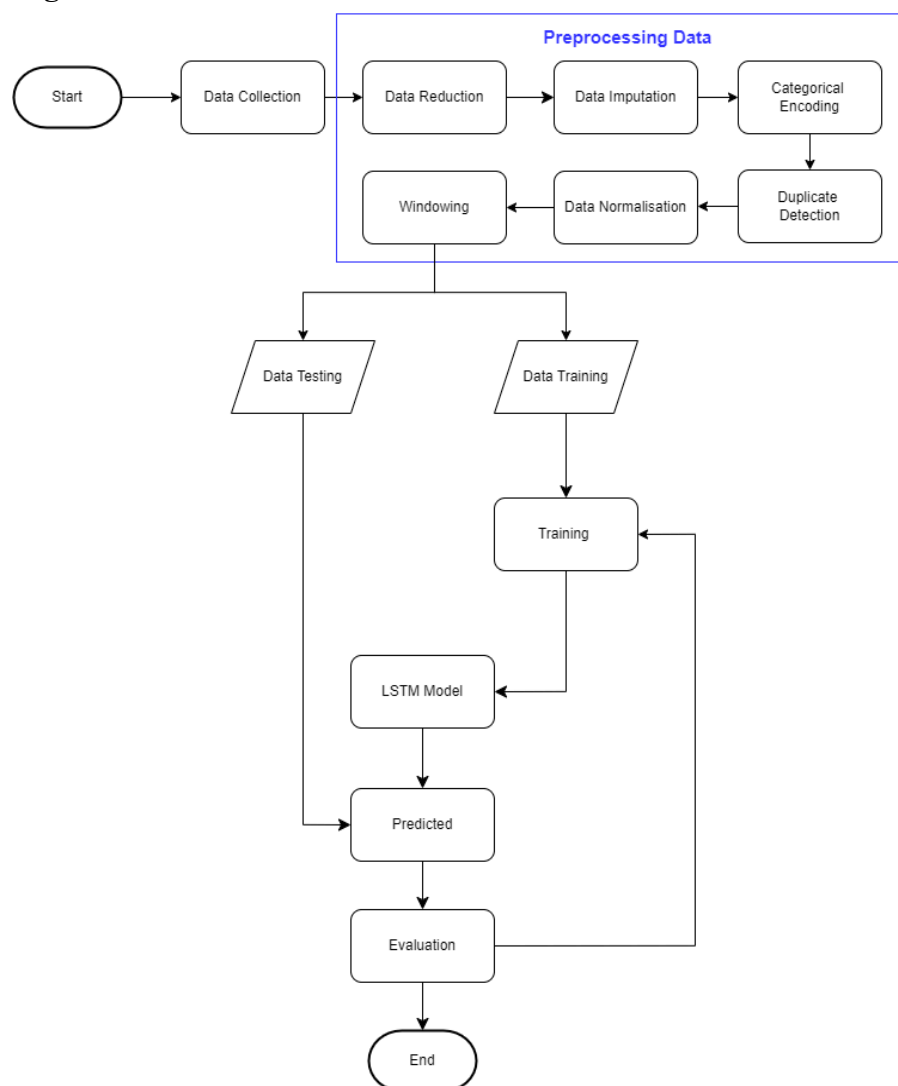 Preprocessing Data
Start
Data Collection
Data Reduction
Data Imputation
Categorical
Encoding
Windowing
Data Normalisation
Duplicate
Detection
Data Testing
Data Training
Training
LSTM Model
Predicted
Evaluation
End